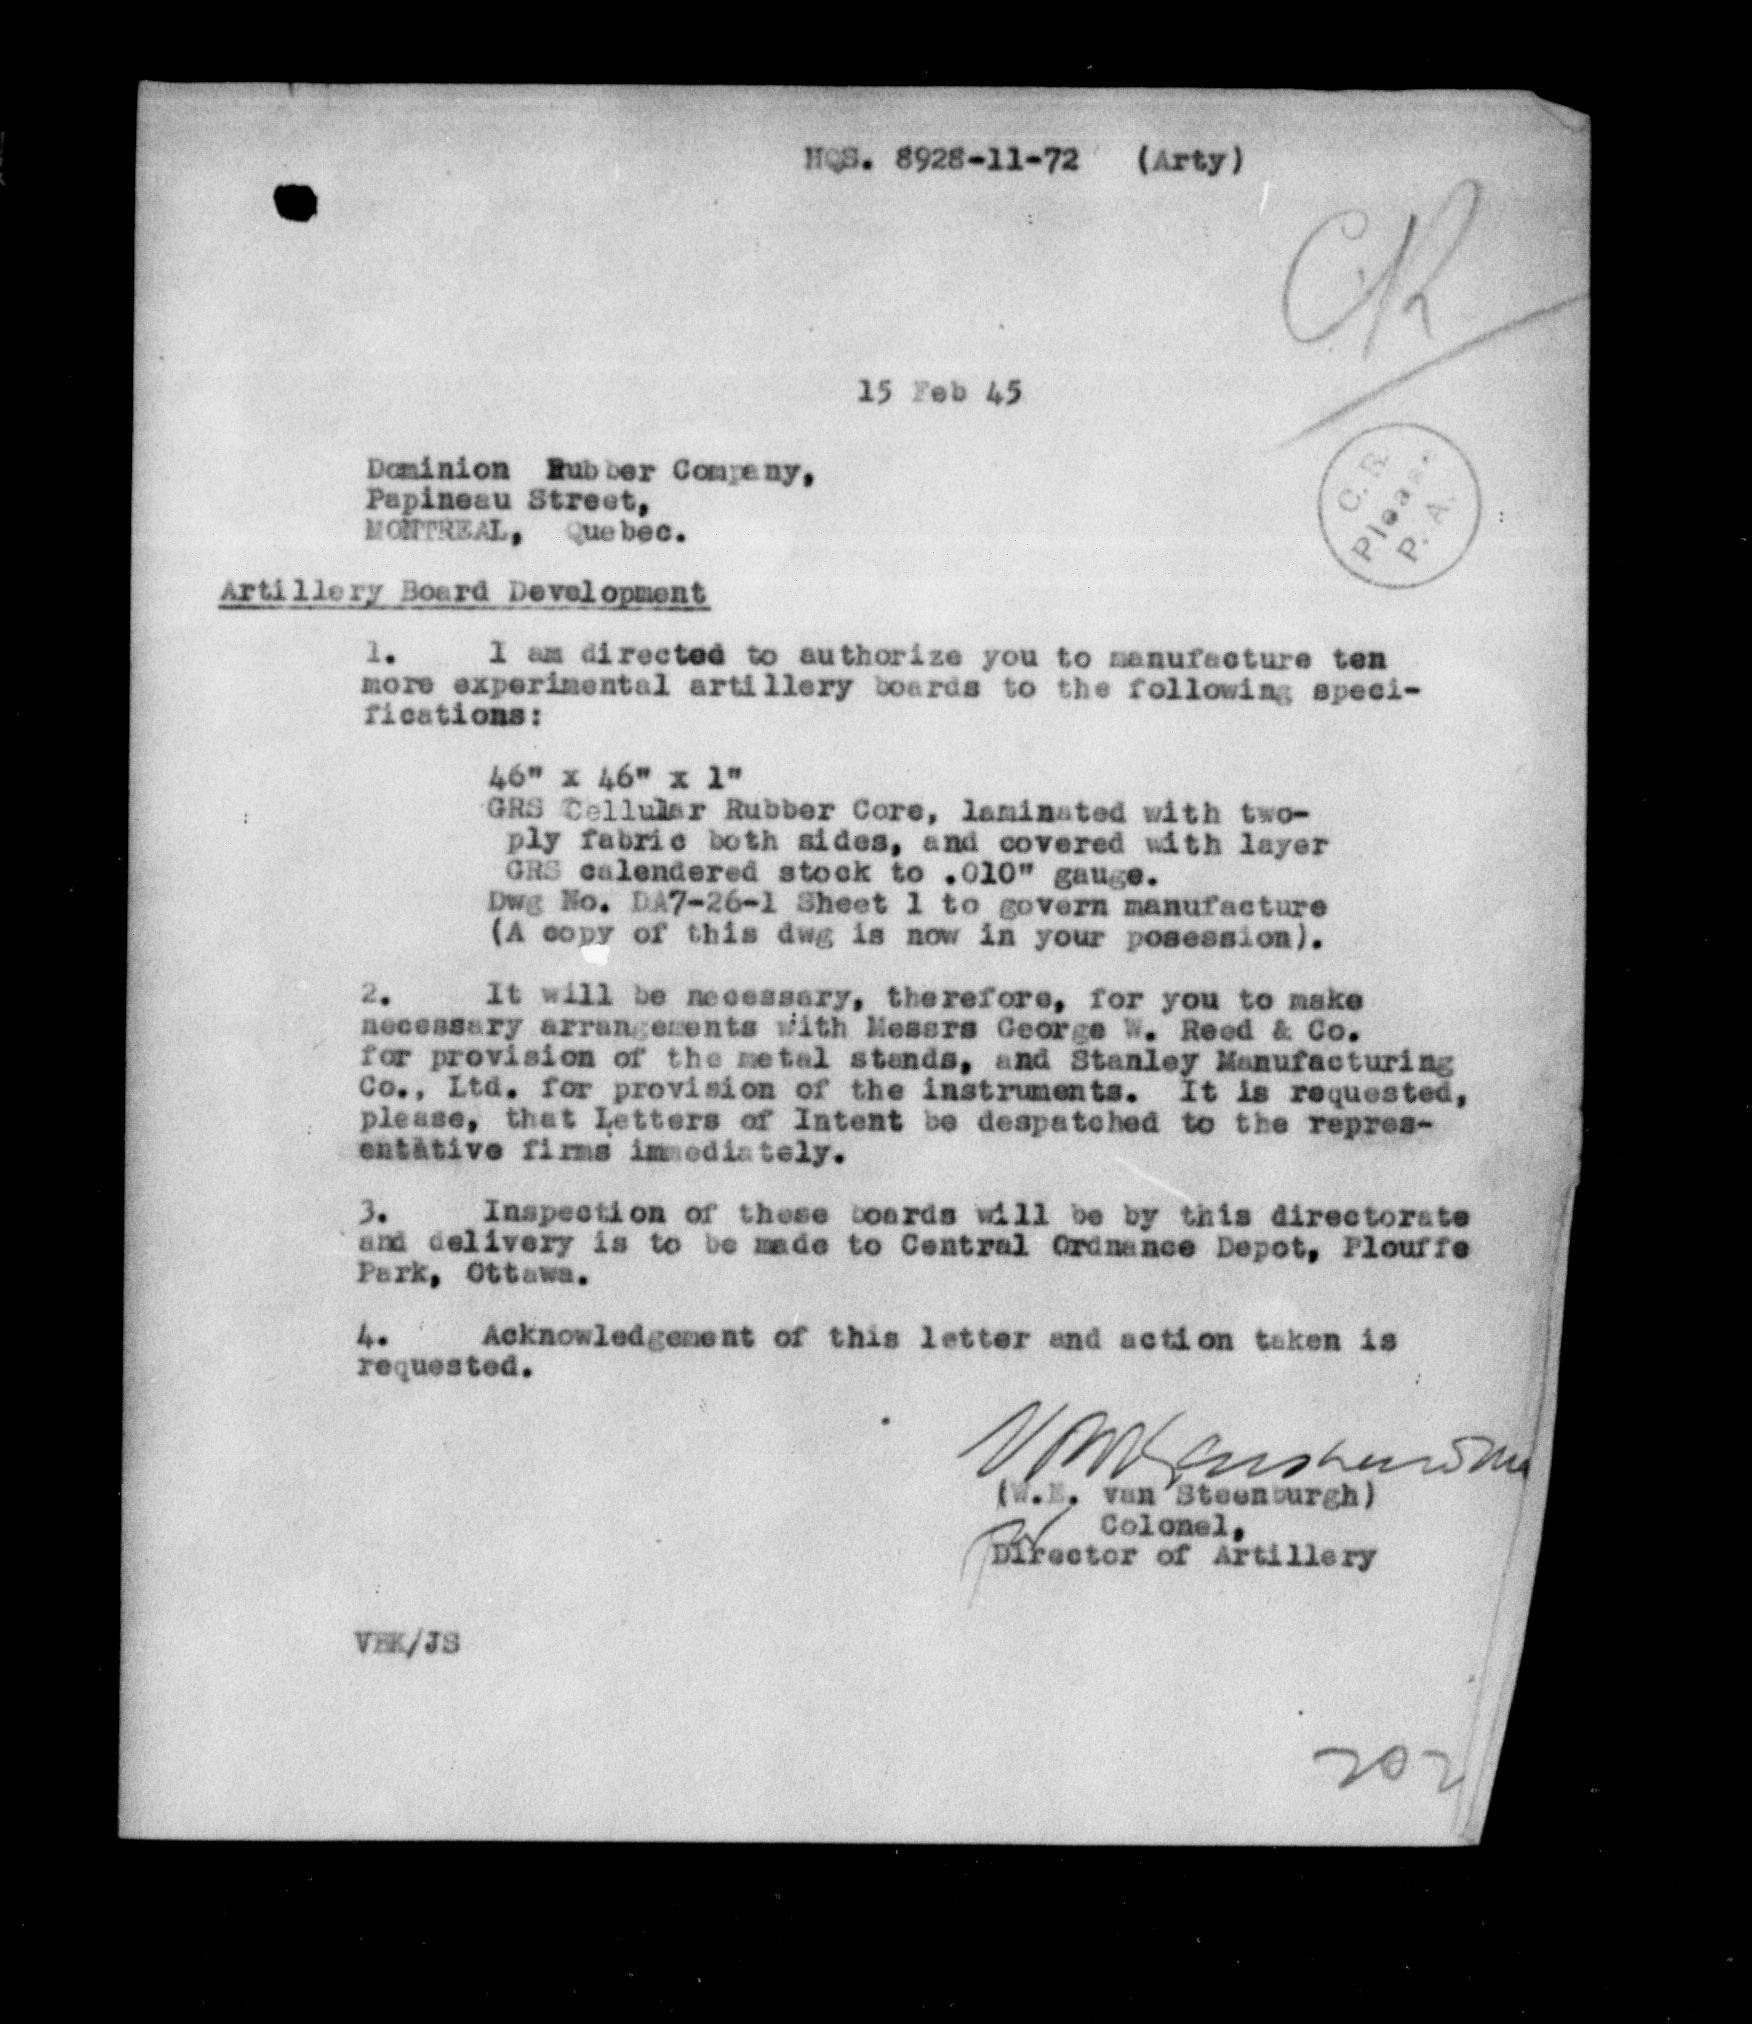 HQS. 8928-11-72 (Arty)
CR
15 Feb 45
C. R.
Please
P. A.
Dominion Rubber Company,
Papineau Street,
MONTREAL, Quebec.
Artillery Board Development
1. I am directed to authorize you to manufacture ten
more experimental artillery boards to the following speci-
fications:
46" x 46" x 1"
GRS Cellular Rubber Core, laminated with two-
ply fabric both sides, and covered with layer
GRS calendered stock to .010" gauge.
Dwg No. DA7-26-1 Sheet 1 to govern manufacture
(A copy of this dwg is now in your posession).
2. It will be necessary, therefore, for you to make
necessary arrangements with Messrs George W. Reed & Co.
for provision of the metal stands, and Stanley Manufacturing
Co., Ltd. for provision of the instruments. It is requested,
please, that Letters of Intent be despatched to the repres-
entative firms immediately.
3. Inspection of these boards will be by this directorate
and delivery is to be made to Central Ordnance Depot, Plouffe
Park, Ottawa.
4. Acknowledgement of this letter and action taken is
requested.
(W.E. van Steenburgh)
Colonel,
Director of Artillery
VBK/JS
202